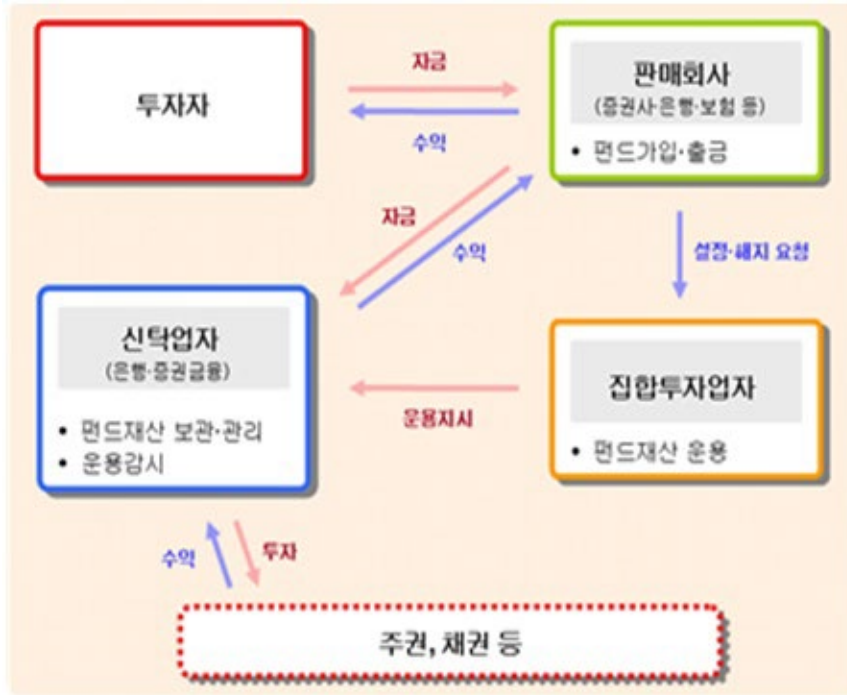 투자자
자금
수익
판매회사
(증권사·은행·보험 등)
• 펀드가입·출금
자금
수익
설정·해지 요청
신탁업자
(은행·증권금융)
• 펀드재산 보관·관리
• 운용감시
운용지시
집합투자업자
• 펀드재산 운용
수익
투자
주권, 채권 등